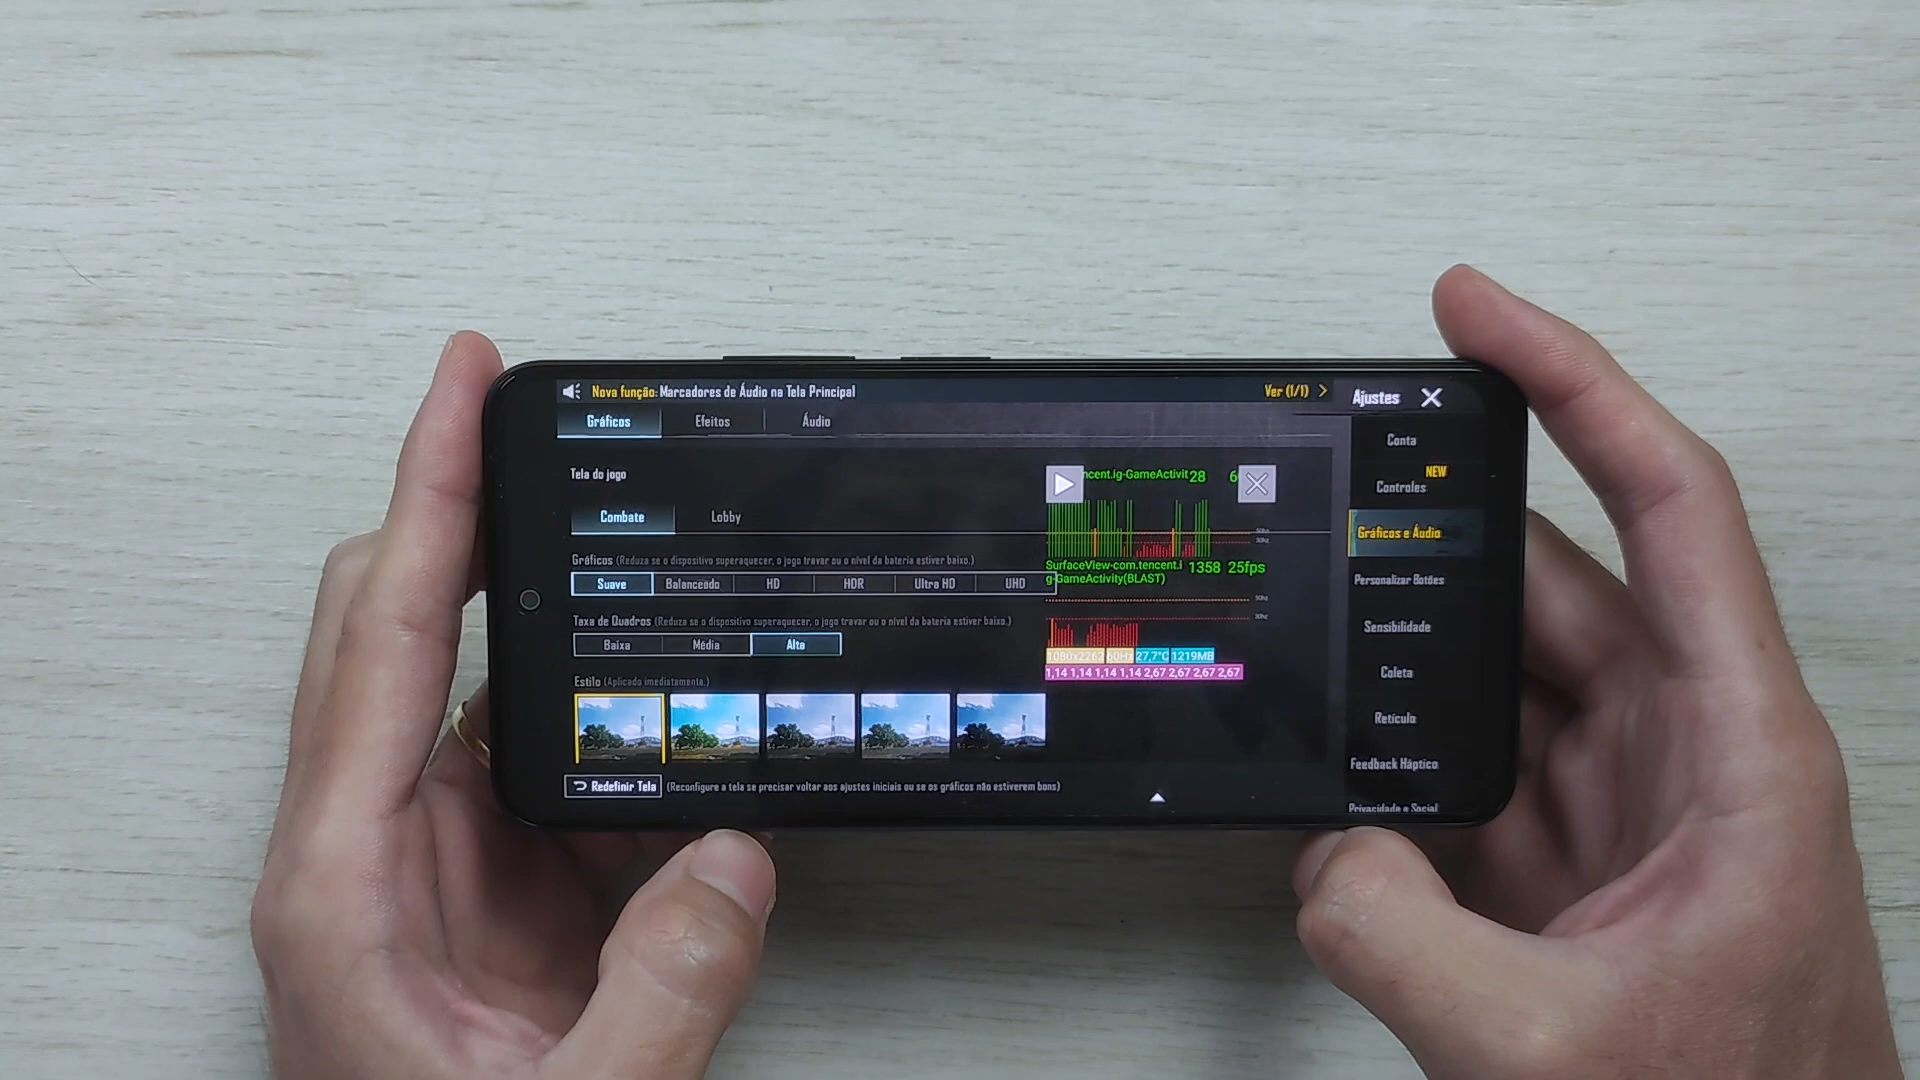 Nova função: Marcadores de Áudio na Tela Principal
Ver (1/1)
Ajustes
Gráficos
Efeitos
Áudio
Conta
NEW
Controles
Gráficos e Áudio
Personalizar Botões
Sensibilidade
Coleta
Retículo
Feedback Háptico
Privacidade e Social
Tela do jogo
Combate
Lobby
Gráficos (Reduza se o dispositivo superaquecer, o jogo travar ou o nível da bateria estiver baixo.)
Suave
Balanceado
HD
HDR
Ultra HD
UHD
Taxa de Quadros (Reduza se o dispositivo superaquecer, o jogo travar ou o nível da bateria estiver baixo.)
Baixa
Média
Alta
Estilo (Aplicado imediatamente.)
Redefinir Tela
(Reconfigure a tela se precisar voltar aos ajustes iniciais ou se os gráficos não estiverem bons)
ncent.ig-GameActivit 28 6
SurfaceView-com.tencent.i
g-GameActivity(BLAST)
1358 25fps
1080x2262 60Hz 27,7°C 1219MB
1,14 1,14 1,14 1,14 2,67 2,67 2,67 2,67